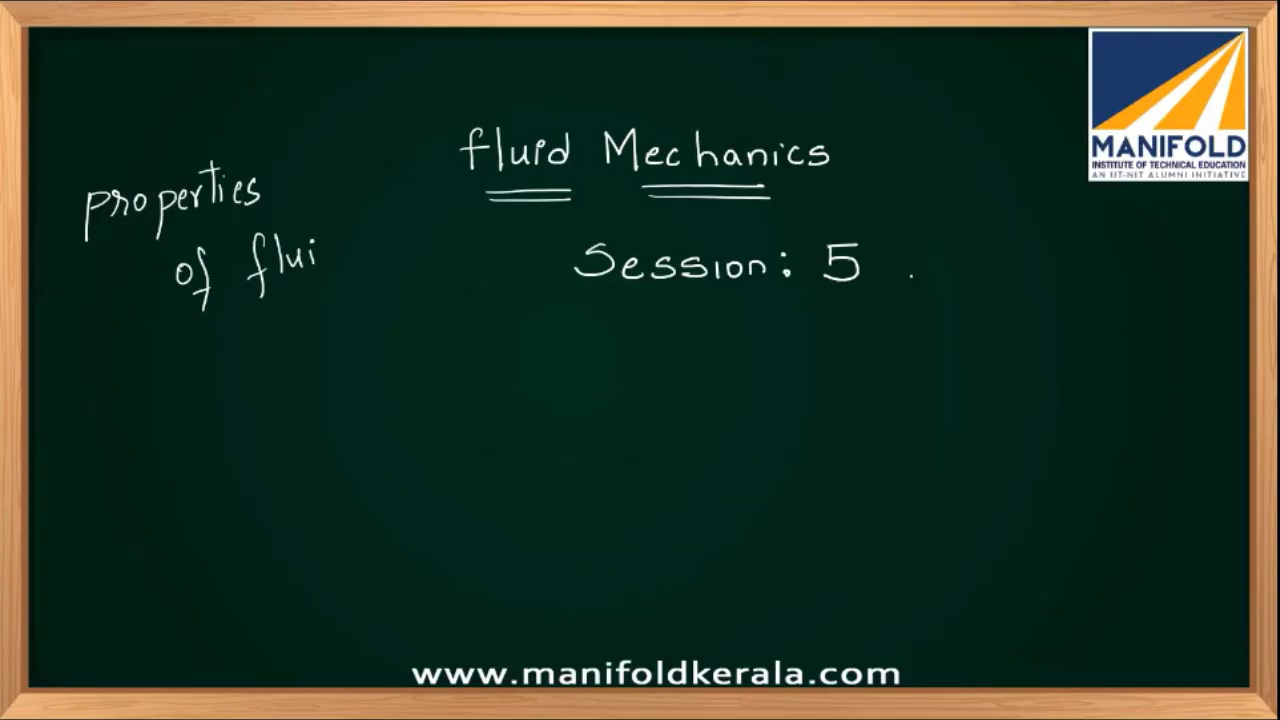 fluid Mechanics
properties
of flui
Session: 5 .
MANIFOLD
INSTITUTE OF TECHNICAL EDUCATION
AN IIT-NIT ALUMNI INITIATIVE
www.manifoldkerala.com